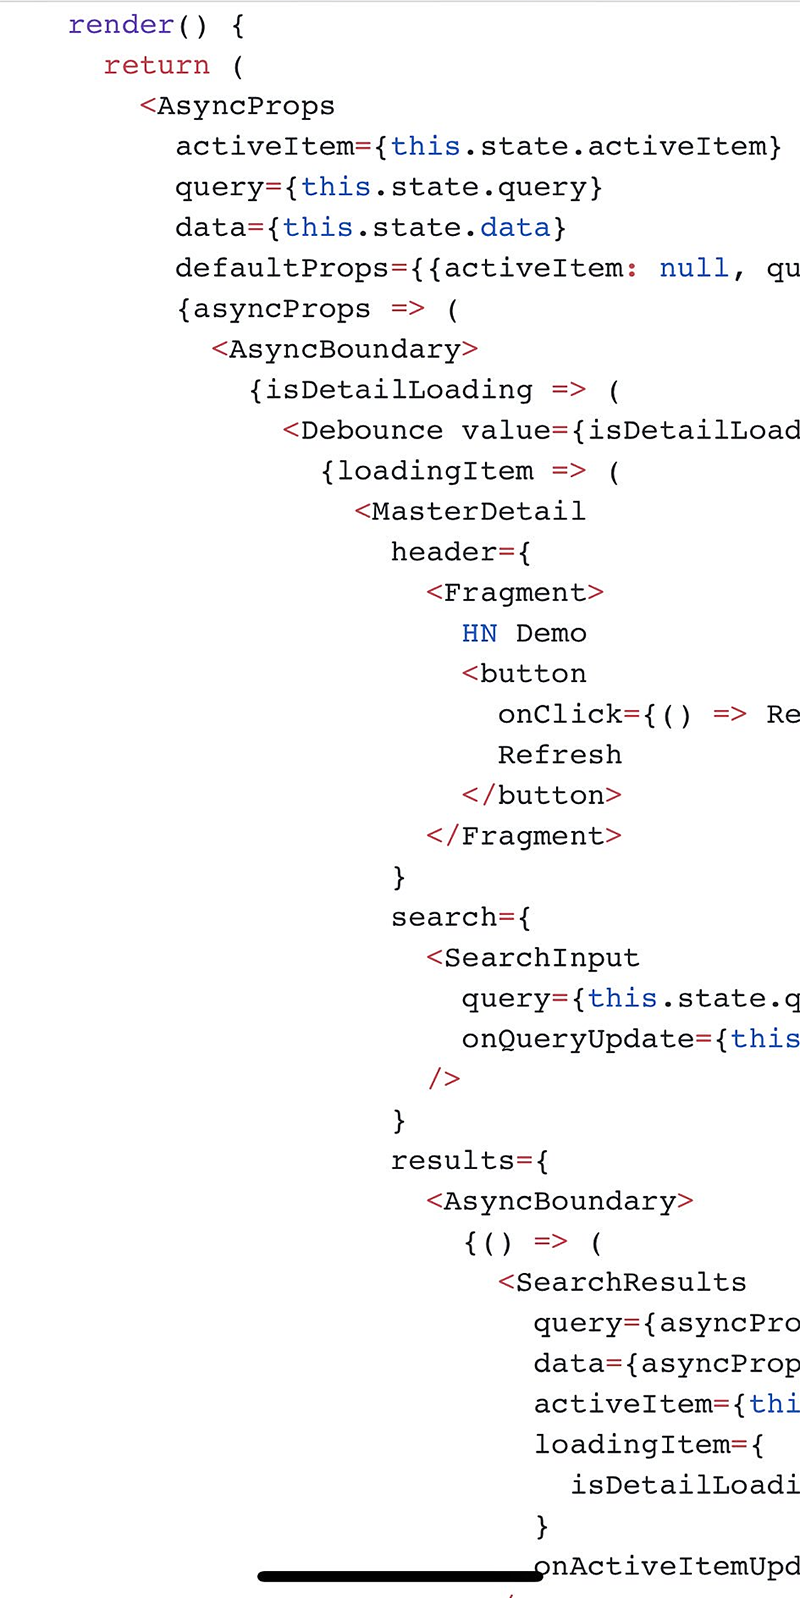 render() {
return (
<AsyncProps
activeItem={this.state.activeItem}
query={this.state.query}
data={this.state.data}
defaultProps={{activeItem: null, qu
{asyncProps => (
<AsyncBoundary>
{isDetailLoading => (
<Debounce value={isDetailLoad
{loadingItem => (
<MasterDetail
header={
<Fragment>
HN Demo
<button
onClick={() => Re
Refresh
</button>
</Fragment>
}
search={
<SearchInput
query={this.state.q
onQueryUpdate={this
/>
}
results={
<AsyncBoundary>
{() => (
<SearchResults
query={asyncPro
data={asyncProp
activeItem={thi
loadingItem={
isDetailLoadi
}
onActiveItemUpd